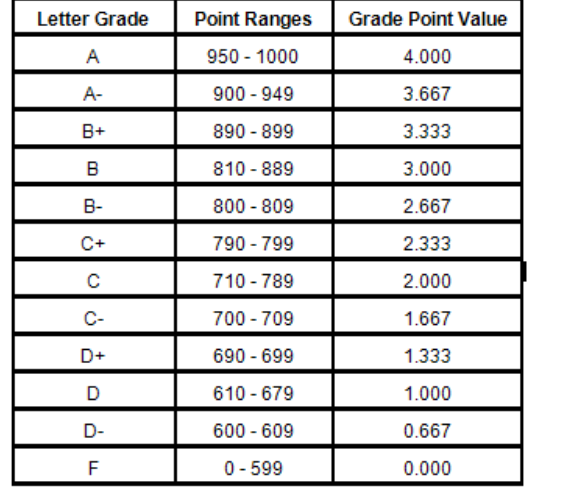 Letter Grade Point Ranges Grade Point Value
A 950 - 1000 4.000
A- 900 - 949 3.667
B+ 890 - 899 3.333
B 810 - 889 3.000
B- 800 - 809 2.667
C+ 790 - 799 2.333
C 710 - 789 2.000
C- 700 - 709 1.667
D+ 690 - 699 1.333
D 610 - 679 1.000
D- 600 - 609 0.667
F 0 - 599 0.000